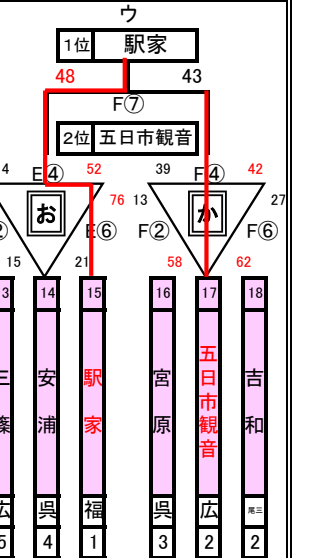 ウ
1位 駅家
48 43
F⑦
2位 五日市観音
4 E④ 52 39 F④ 42
お か
76 13 27
② E⑥ F② F⑥
15 21 58 62
3 14 15 16 17 18
三篠 安浦 駅家 宮原 五日市観音 吉和
広 呉 福 呉 広 尾三
5 4 1 3 2 2